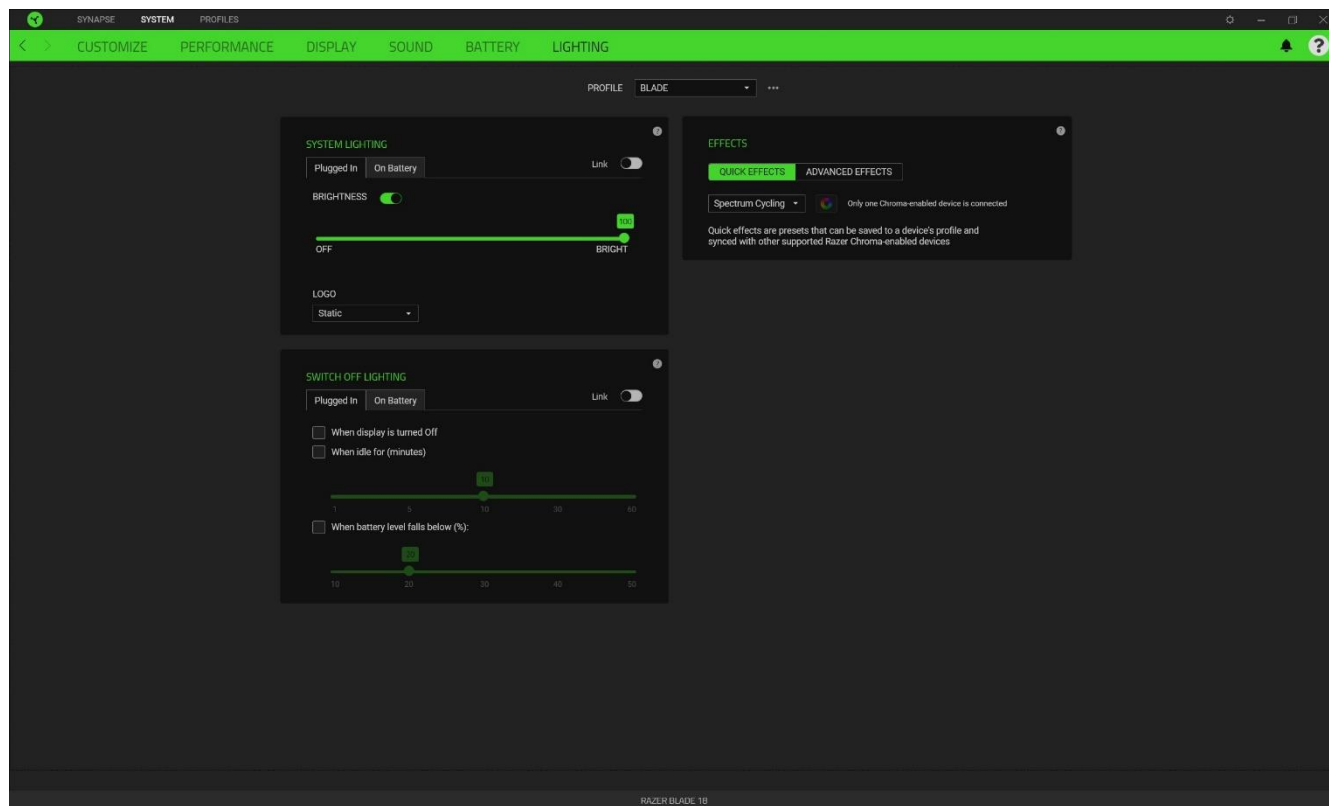 SYNAPSE SYSTEM PROFILES
CUSTOMIZE PERFORMANCE DISPLAY SOUND BATTERY LIGHTING
?
PROFILE BLADE
SYSTEM LIGHTING
Plugged In On Battery
Link
BRIGHTNESS
100
OFF BRIGHT
LOGO
Static
SWITCH OFF LIGHTING
Plugged In On Battery
Link
When display is turned Off
When idle for (minutes)
10
1 5 10 30 60
When battery level falls below (%):
20
10 20 30 40 50
EFFECTS
QUICK EFFECTS ADVANCED EFFECTS
Spectrum Cycling Only one Chroma-enabled device is connected
Quick effects are presets that can be saved to a device's profile and
synced with other supported Razer Chroma-enabled devices
RAZER BLADE 18